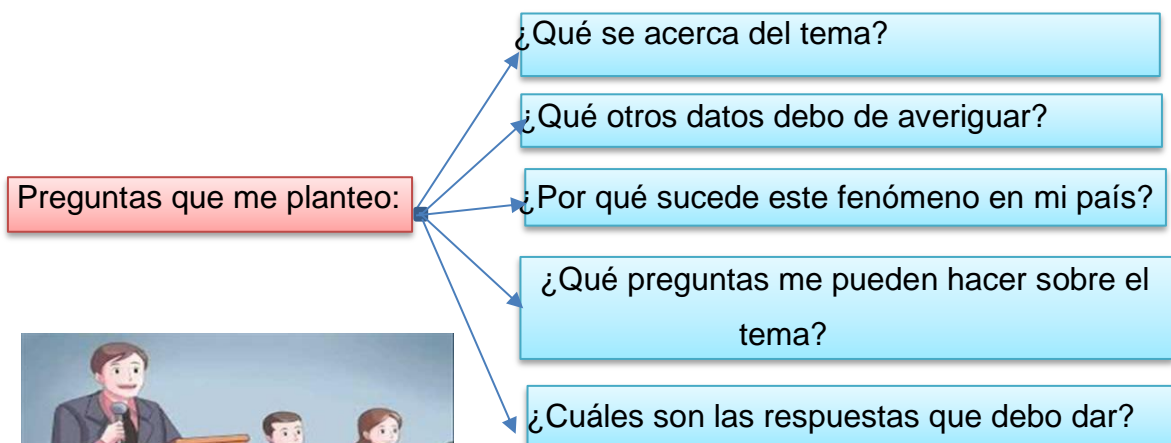 ¿Qué se acerca del tema?
¿Qué otros datos debo de averiguar?
Preguntas que me planteo:
¿Por qué sucede este fenómeno en mi país?
¿Qué preguntas me pueden hacer sobre el
tema?
¿Cuáles son las respuestas que debo dar?